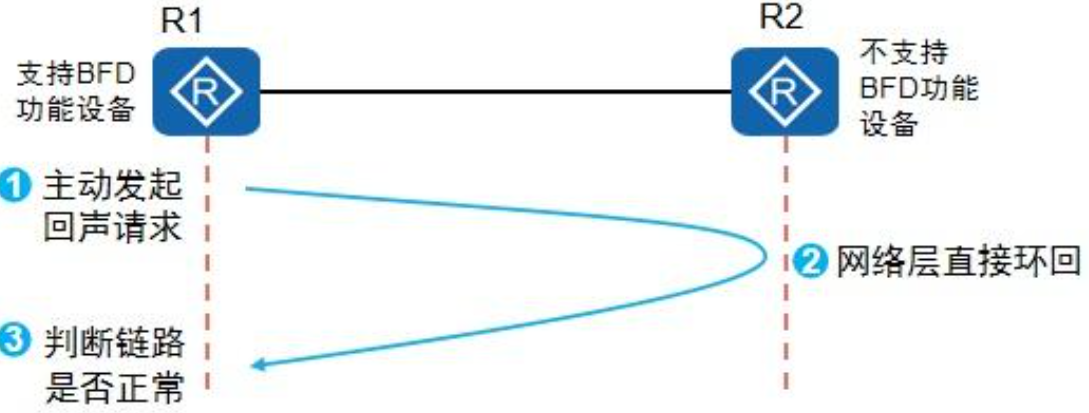 R1
R2
支持BFD
功能设备
R
R
不支持
BFD功能
设备
1 主动发起
回声请求
2 网络层直接环回
3 判断链路
是否正常